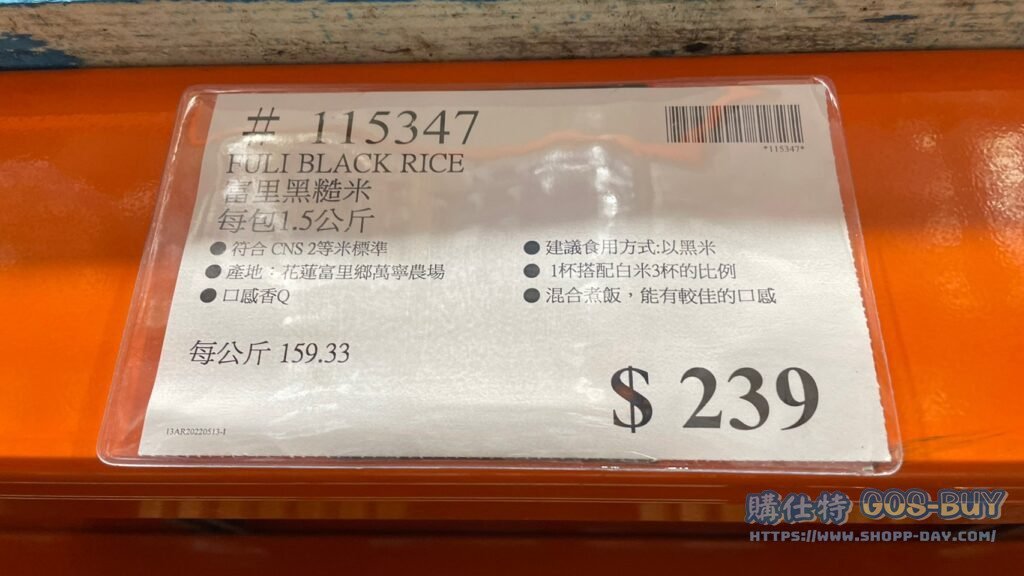 # 115347
*115347*
FULI BLACK RICE
富里黑糙米
每包1.5公斤
●符合 CNS 2等米標準
●產地：花蓮富里鄉萬寧農場
●口感香Q
●建議食用方式:以黑米
●1杯搭配白米3杯的比例
●混合煮飯，能有較佳的口感
每公斤 159.33
$ 239
13AR20220513-1
購仕特 GOS-BUY
HTTPS://WWW.SHOPP-DAY.COM/